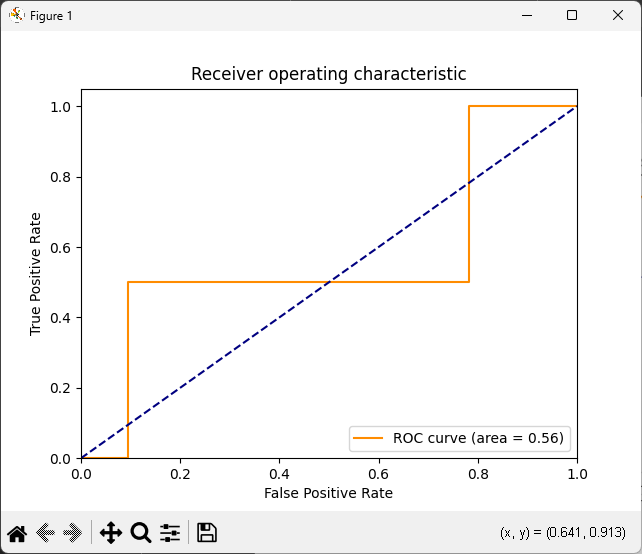 Figure 1
Receiver operating characteristic
1.0
0.8
0.6
0.4
0.2
0.0
True Positive Rate
ROC curve (area = 0.56)
0.0 0.2 0.4 0.6 0.8 1.0
False Positive Rate
(x, y) = (0.641, 0.913)